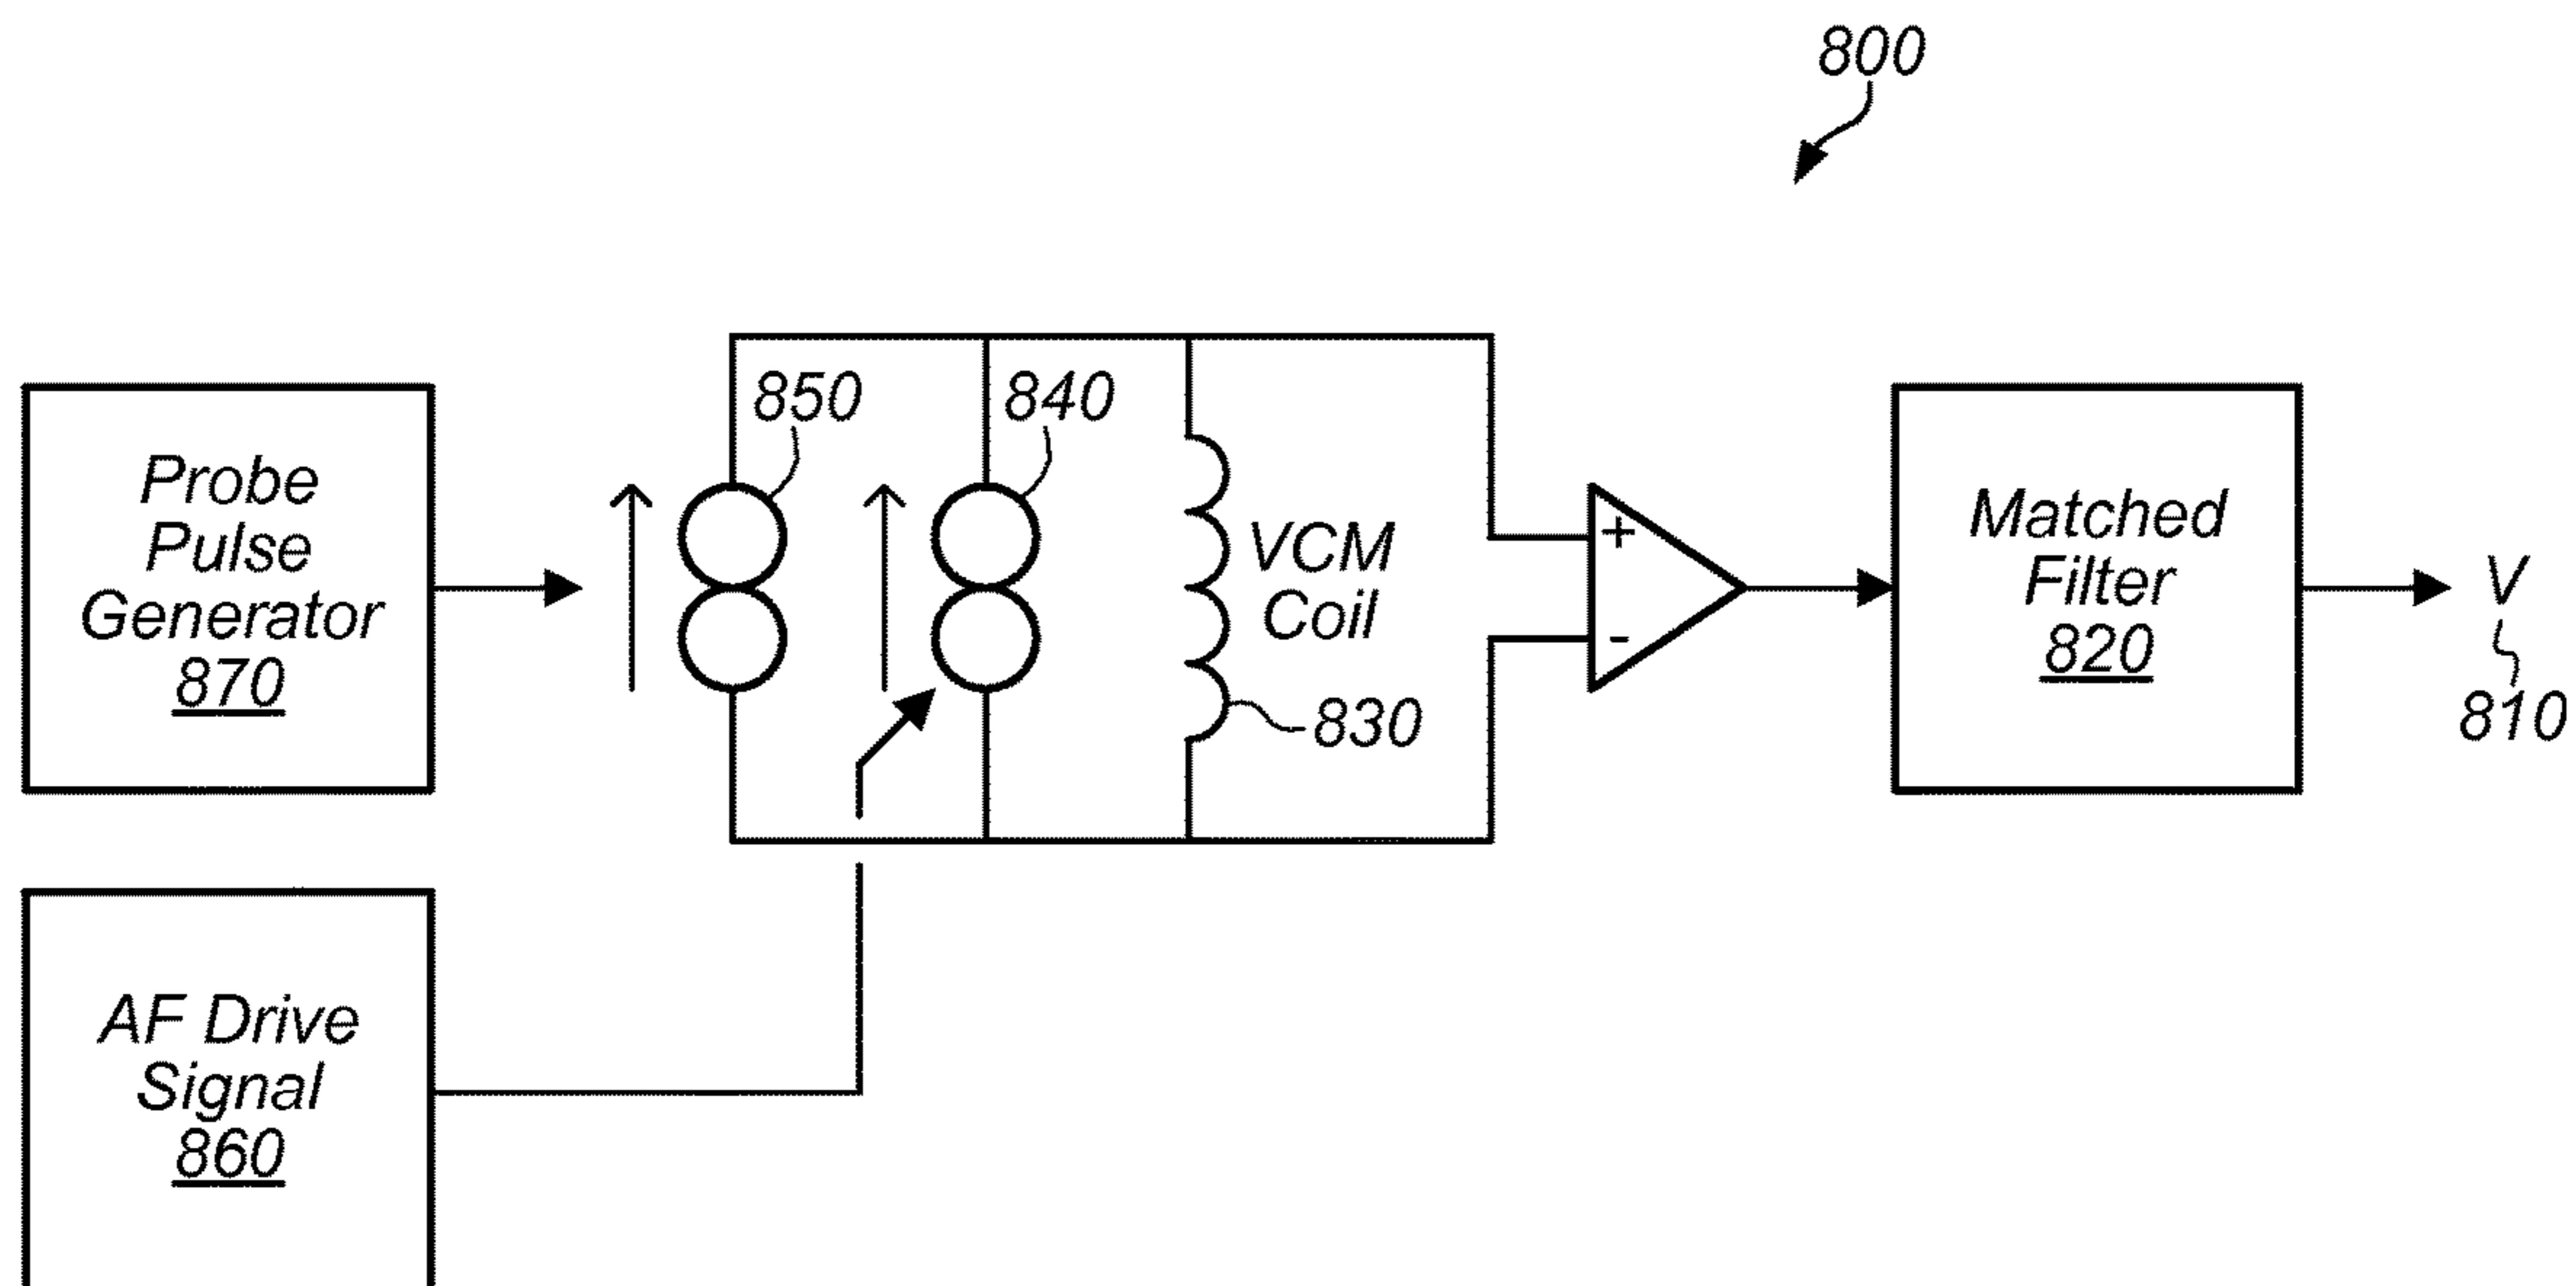 800
850
840
Probe
Pulse
Generator
870
VCM
Coil
830
+
-
Matched
Filter
820
V
810
AF Drive
Signal
860